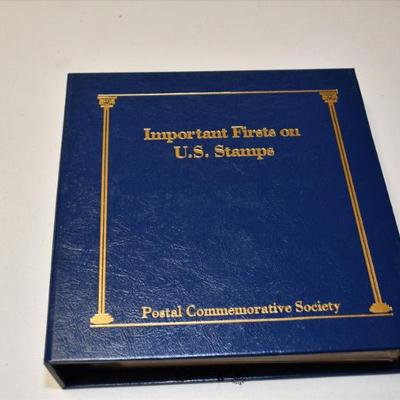 Important Firsts on
U.S. Stamps
Postal Commemorative Society